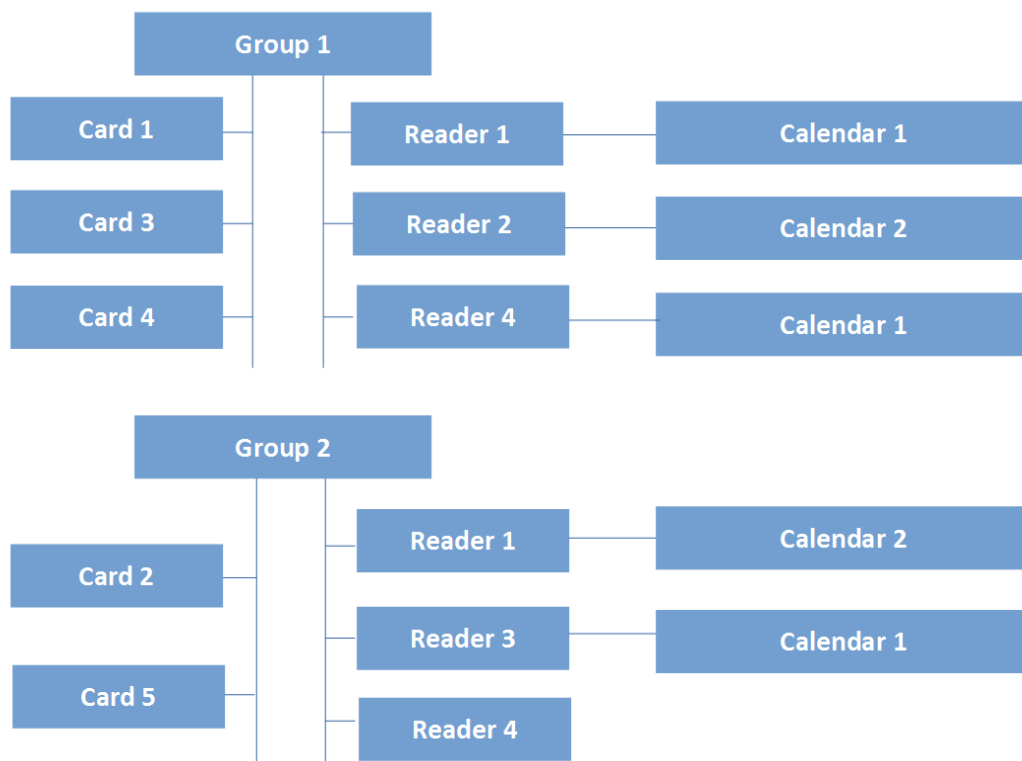 Group 1
Card 1
Reader 1
Calendar 1
Card 3
Reader 2
Calendar 2
Card 4
Reader 4
Calendar 1
Group 2
Reader 1
Calendar 2
Card 2
Reader 3
Calendar 1
Card 5
Reader 4